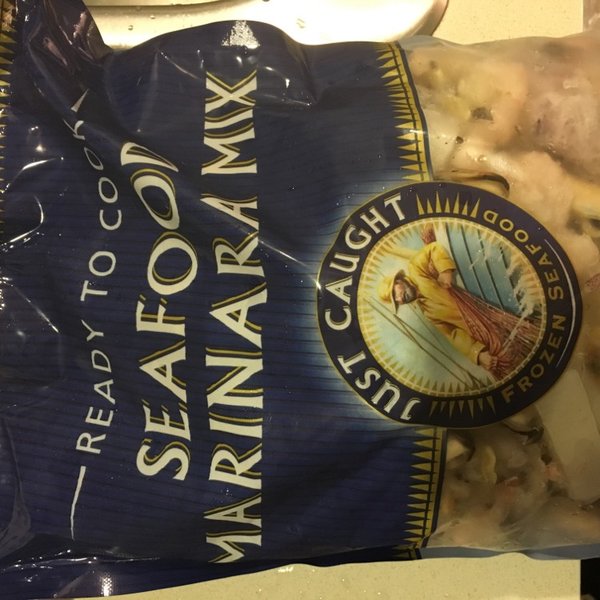 JUST CAUGHT
FROZEN SEAFOOD
READY TO COOK
SEAFOOD
MARINARA MIX